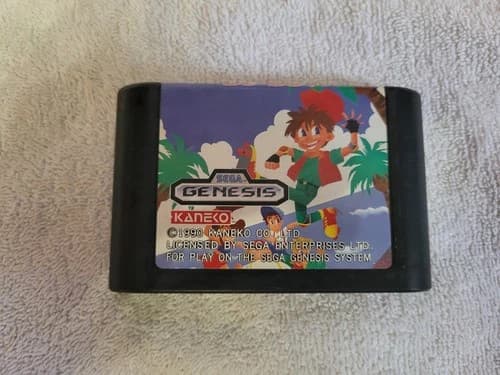 SEGA
GENESIS
KANEKO
©1990 KANEKO CO., LTD.
LICENSED BY SEGA ENTERPRISES LTD.
FOR PLAY ON THE SEGA GENESIS SYSTEM